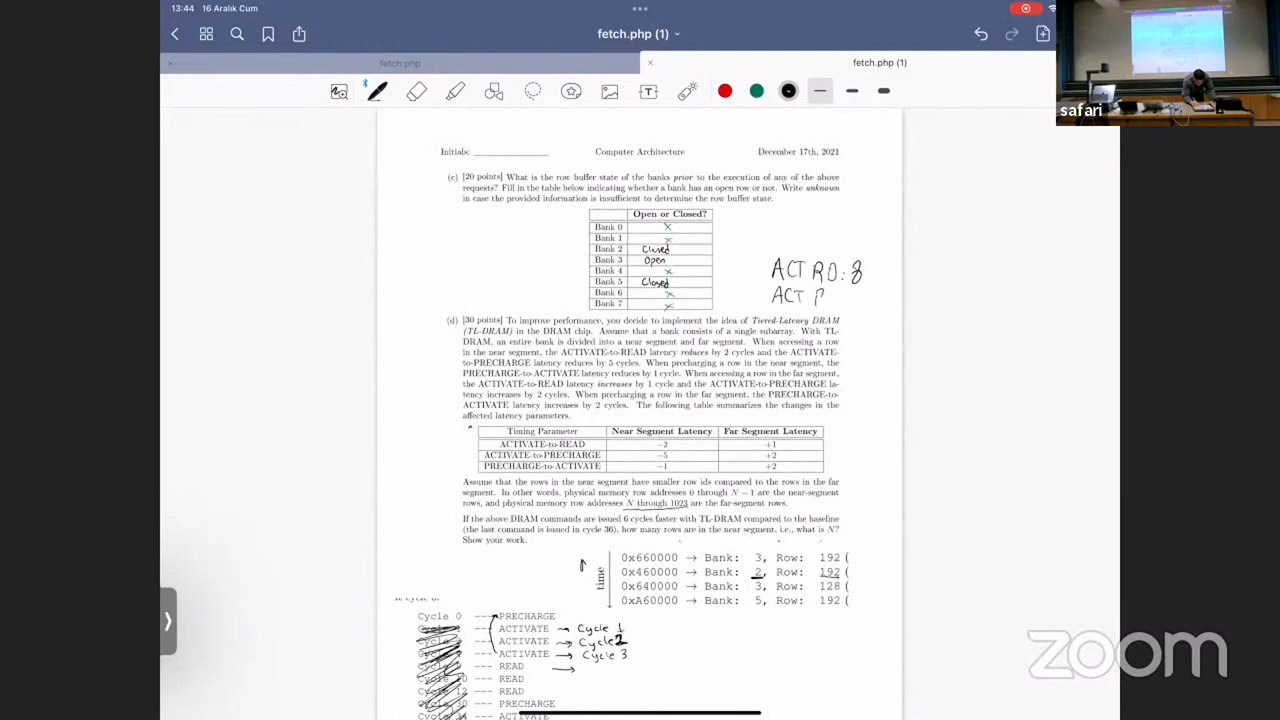 13:44 16 Aralık Cum
fetch.php (1)
fetch.php
fetch.php (1)
safari
Initials: Computer Architecture December 17th, 2021
(c) [20 points] What is the row buffer state of the banks prior to the execution of any of the above
requests? Fill in the table below indicating whether a bank has an open row or not. Write unknown
in case the provided information is insufficient to determine the row buffer state.
Open or Closed?
Bank 0 ×
Bank 1 ×
Bank 2 Closed
Bank 3 Open
Bank 4 ×
Bank 5 Closed
Bank 6 ×
Bank 7 ×
ACT RD: 8
ACT
(d) [30 points] To improve performance, you decide to implement the idea of Tiered-Latency DRAM
(TL-DRAM) in the DRAM chip. Assume that a bank consists of a single subarray. With TL-
DRAM, an entire bank is divided into a near segment and far segment. When accessing a row
in the near segment, the ACTIVATE-to-READ latency reduces by 2 cycles and the ACTIVATE-
to-PRECHARGE latency reduces by 5 cycles. When precharging a row in the near segment, the
PRECHARGE-to-ACTIVATE latency reduces by 1 cycle. When accessing a row in the far segment,
the ACTIVATE-to-READ latency increases by 1 cycle and the ACTIVATE-to-PRECHARGE la-
tency increases by 2 cycles. When precharging a row in the far segment, the PRECHARGE-to-
ACTIVATE latency increases by 2 cycles. The following table summarizes the changes in the
affected latency parameters.
Timing Parameter Near Segment Latency Far Segment Latency
ACTIVATE-to-READ −2 +1
ACTIVATE-to-PRECHARGE −5 +2
PRECHARGE-to-ACTIVATE −1 +2
Assume that the rows in the near segment have smaller row ids compared to the rows in the far
segment. In other words, physical memory row addresses 0 through N − 1 are the near-segment
rows, and physical memory row addresses N through 1023 are the far-segment rows.
If the above DRAM commands are issued 6 cycles faster with TL-DRAM compared to the baseline
(the last command is issued in cycle 36), how many rows are in the near segment, i.e., what is N?
Show your work.
time
0x660000 → Bank: 3, Row: 192 (
0x460000 → Bank: 2, Row: 192 (
0x640000 → Bank: 3, Row: 128 (
0xA60000 → Bank: 5, Row: 192 (
Cycle 0 --- PRECHARGE
--- ACTIVATE → Cycle 1
--- ACTIVATE → Cycle 2
--- ACTIVATE → Cycle 3
--- READ →
--- READ
--- READ
--- PRECHARGE
--- ACTIVATE
zoom